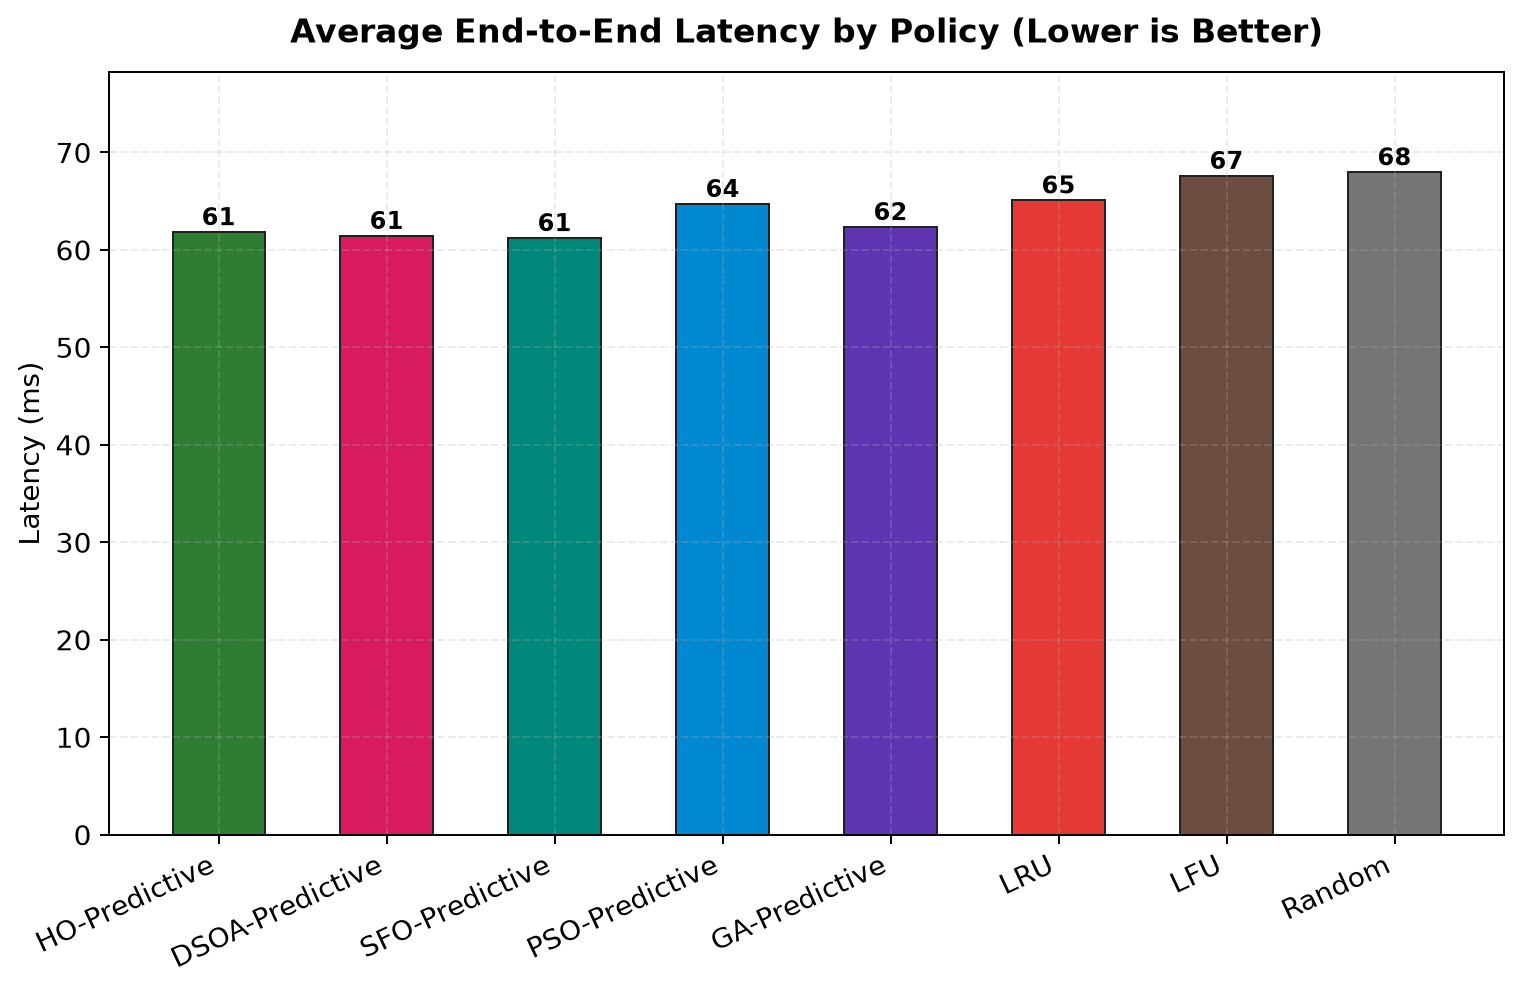 Average End-to-End Latency by Policy (Lower is Better)
Latency (ms)
70
60
50
40
30
20
10
0
61
61
61
64
62
65
67
68
HO-Predictive
DSOA-Predictive
SFO-Predictive
PSO-Predictive
GA-Predictive
LRU
LFU
Random